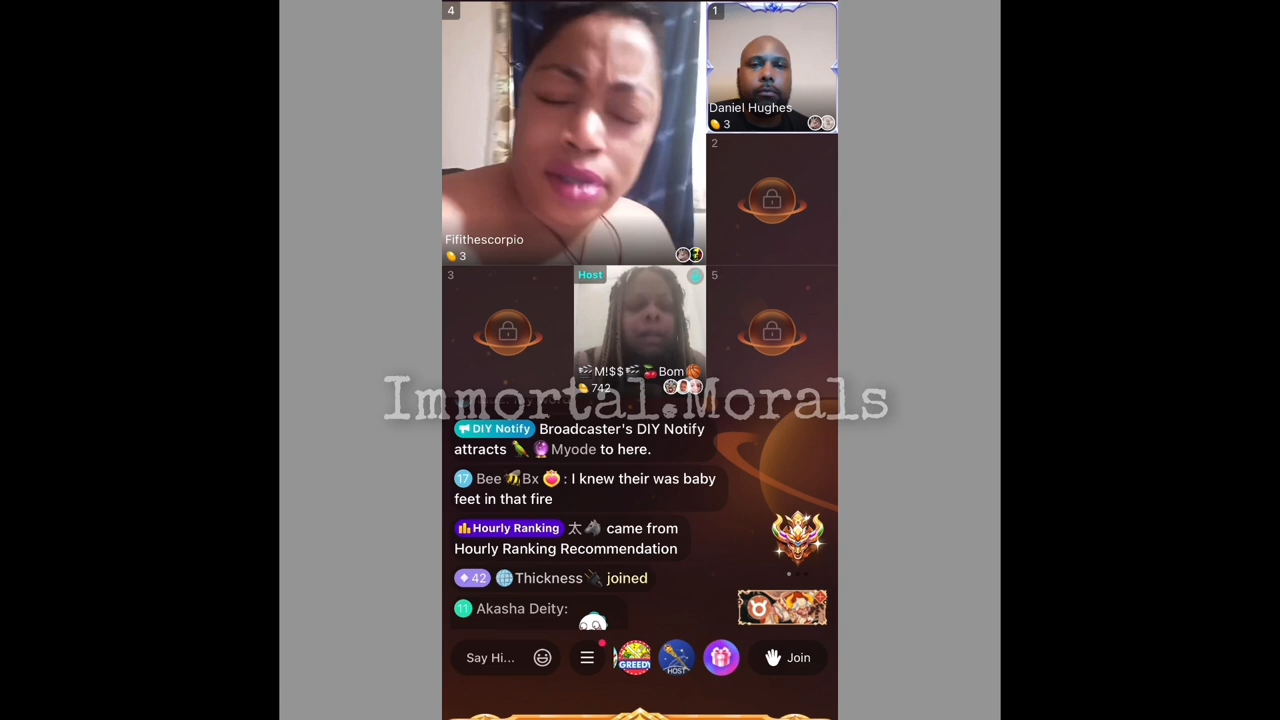 4
1
Daniel Hughes
3
2
Fifithescorpio
3
3
Host
5
M!$$ Bom
742
Immortal.Morals
DIY Notify Broadcaster's DIY Notify
attracts Myode to here.
17 Bee Bx : I knew their was baby
feet in that fire
Hourly Ranking 太 came from
Hourly Ranking Recommendation
42 Thickness joined
11 Akasha Deity:
Say Hi...
GREEDY
HOST
Join